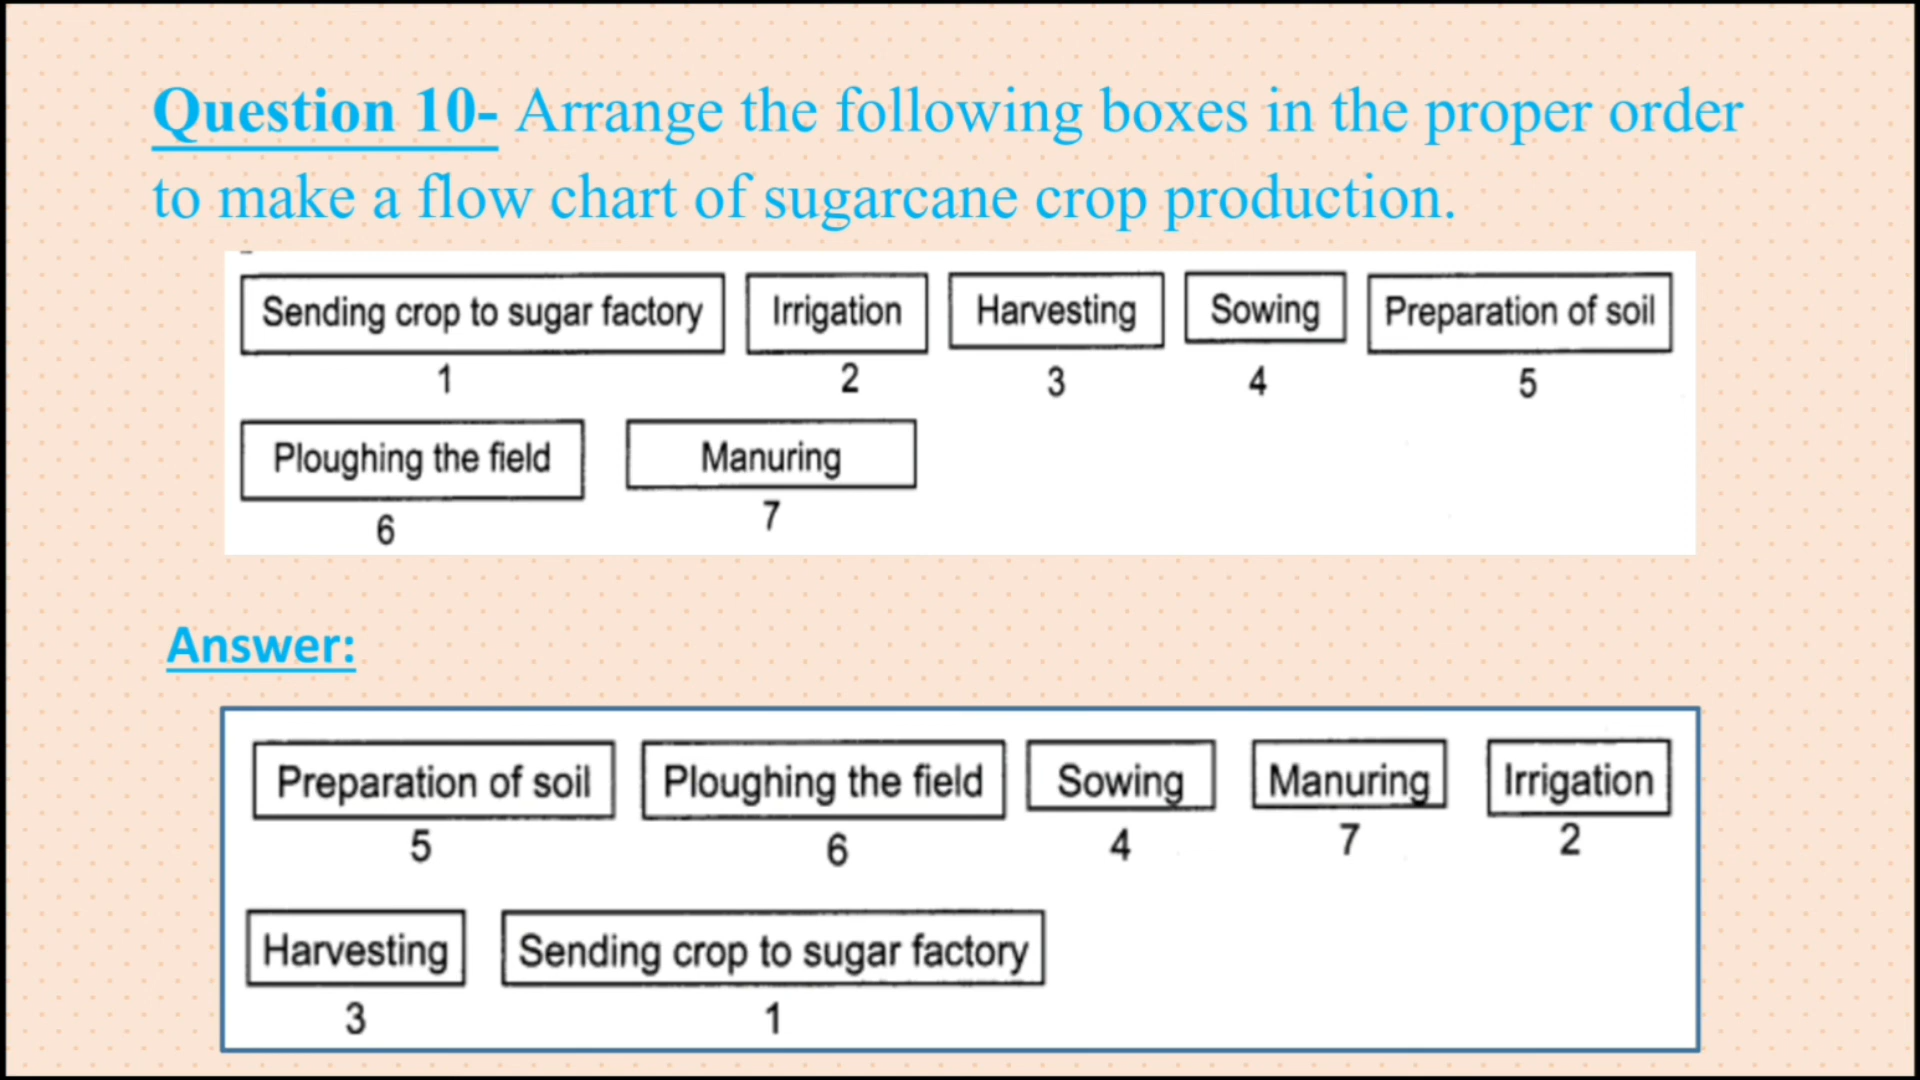 Question 10- Arrange the following boxes in the proper order
to make a flow chart of sugarcane crop production.
Sending crop to sugar factory Irrigation Harvesting Sowing Preparation of soil
1 2 3 4 5
Ploughing the field Manuring
6 7
Answer:
Preparation of soil Ploughing the field Sowing Manuring Irrigation
5 6 4 7 2
Harvesting Sending crop to sugar factory
3 1